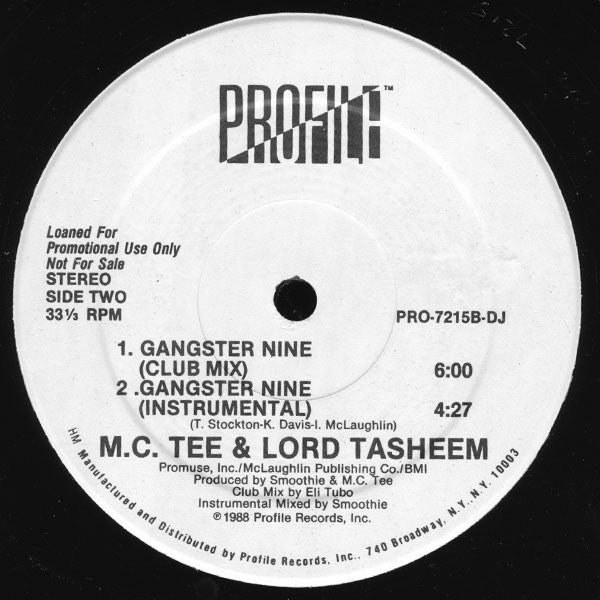 PROFILE™
Loaned For
Promotional Use Only
Not For Sale
STEREO
SIDE TWO
33⅓ RPM
PRO-7215B-DJ
1. GANGSTER NINE
(CLUB MIX) 6:00
2 .GANGSTER NINE
(INSTRUMENTAL) 4:27
(T. Stockton-K. Davis-I. McLaughlin)
M.C. TEE & LORD TASHEEM
Promuse, Inc./McLaughlin Publishing Co./BMI
Produced by Smoothie & M.C. Tee
Club Mix by Eli Tubo
Instrumental Mixed by Smoothie
℗1988 Profile Records, Inc.
HM Manufactured and Distributed by Profile Records, Inc., 740 Broadway, N.Y., N.Y. 10003